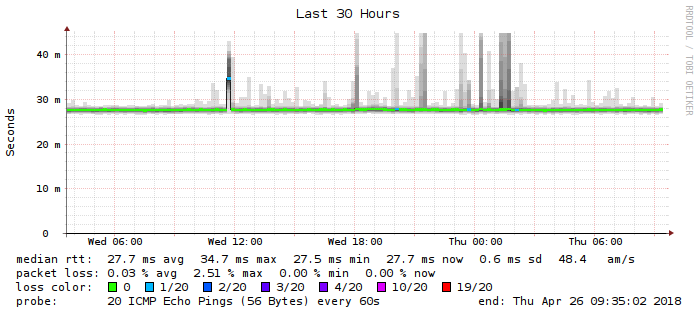 Last 30 Hours
RRDTOOL / TOBI OETIKER
Seconds
40 m
30 m
20 m
10 m
0
Wed 06:00 Wed 12:00 Wed 18:00 Thu 00:00 Thu 06:00
median rtt: 27.7 ms avg 34.7 ms max 27.5 ms min 27.7 ms now 0.6 ms sd 48.4 am/s
packet loss: 0.03 % avg 2.51 % max 0.00 % min 0.00 % now
loss color: 0 1/20 2/20 3/20 4/20 10/20 19/20
probe: 20 ICMP Echo Pings (56 Bytes) every 60s end: Thu Apr 26 09:35:02 2018